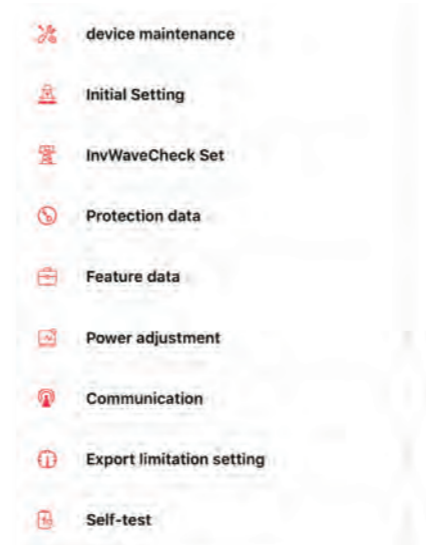 device maintenance
Initial Setting
InvWaveCheck Set
Protection data
Feature data
Power adjustment
Communication
Export limitation setting
Self-test